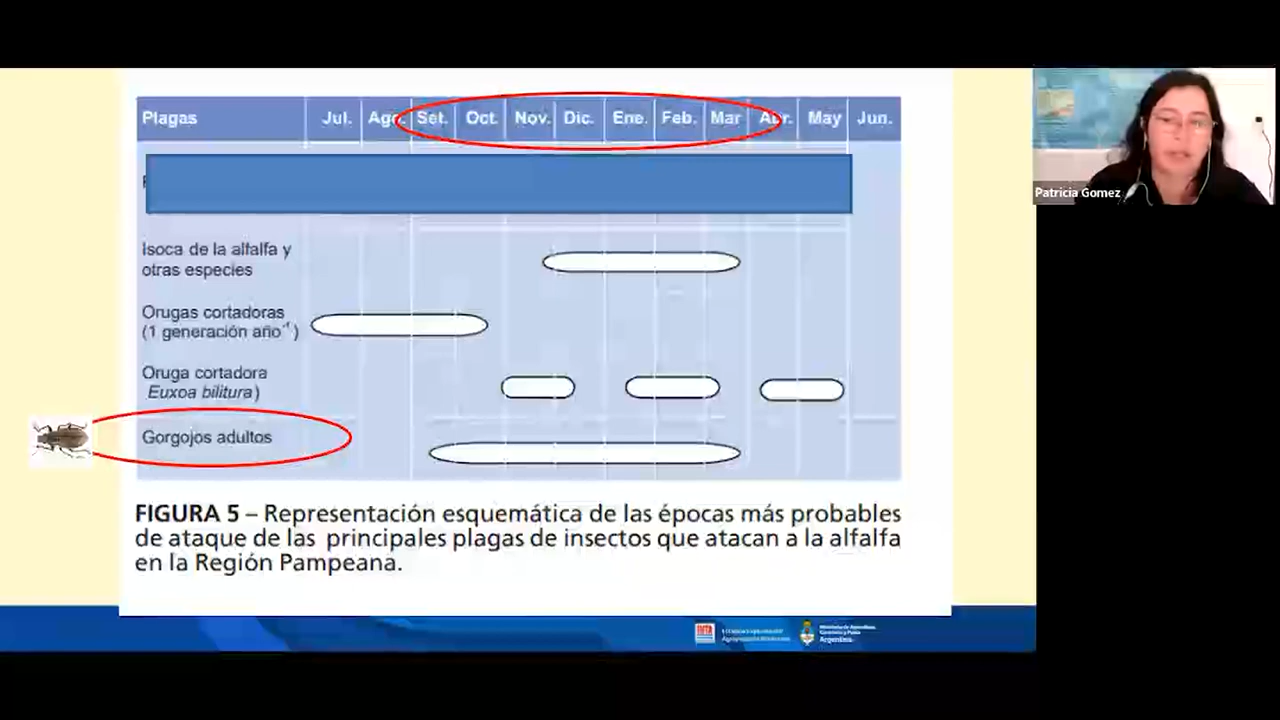 Plagas Jul. Ago. Set. Oct. Nov. Dic. Ene. Feb. Mar Abr. May Jun.
Isoca de la alfalfa y
otras especies
Orugas cortadoras
(1 generación año⁻¹)
Oruga cortadora
Euxoa bilitura)
Gorgojos adultos
FIGURA 5 – Representación esquemática de las épocas más probables
de ataque de las principales plagas de insectos que atacan a la alfalfa
en la Región Pampeana.
Patricia Gomez
INTA
Argentina